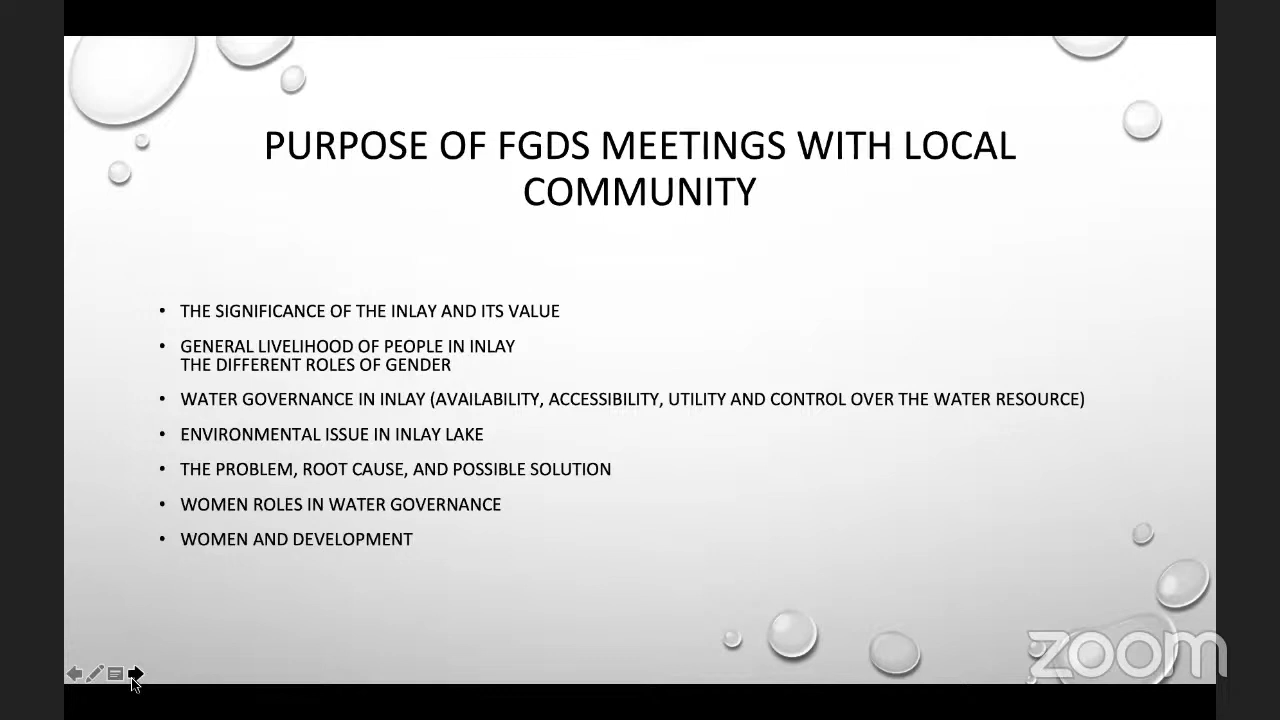 PURPOSE OF FGDS MEETINGS WITH LOCAL
COMMUNITY
• THE SIGNIFICANCE OF THE INLAY AND ITS VALUE
• GENERAL LIVELIHOOD OF PEOPLE IN INLAY
THE DIFFERENT ROLES OF GENDER
• WATER GOVERNANCE IN INLAY (AVAILABILITY, ACCESSIBILITY, UTILITY AND CONTROL OVER THE WATER RESOURCE)
• ENVIRONMENTAL ISSUE IN INLAY LAKE
• THE PROBLEM, ROOT CAUSE, AND POSSIBLE SOLUTION
• WOMEN ROLES IN WATER GOVERNANCE
• WOMEN AND DEVELOPMENT
zoom